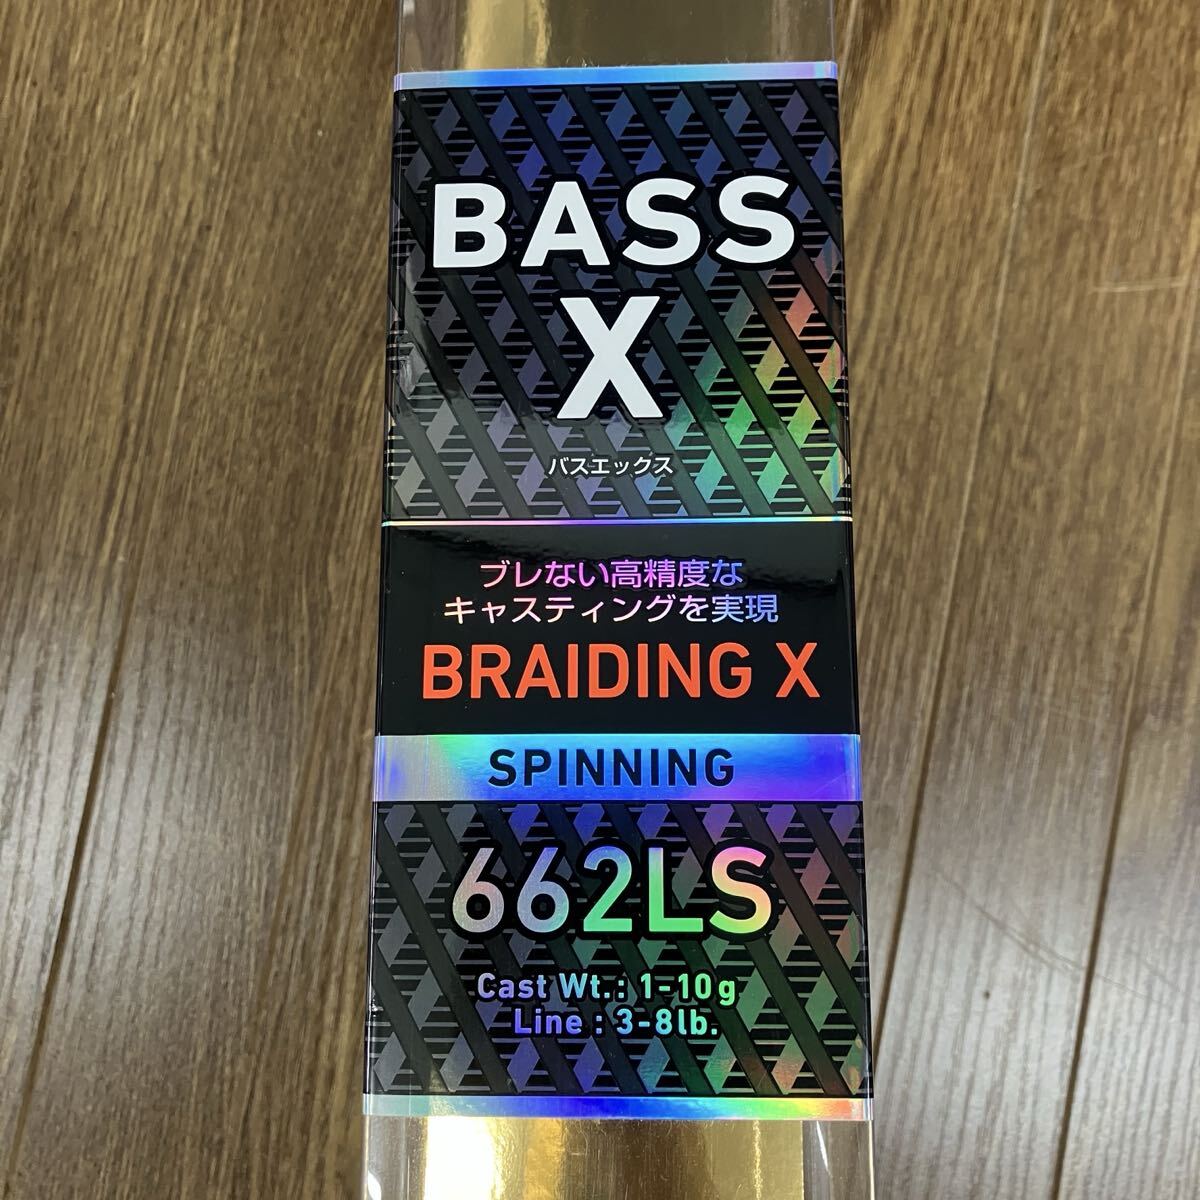 BASS
X
バスエックス
ブレない高精度な
キャスティングを実現
BRAIDING X
SPINNING
662LS
Cast Wt.: 1-10g
Line : 3-8lb.